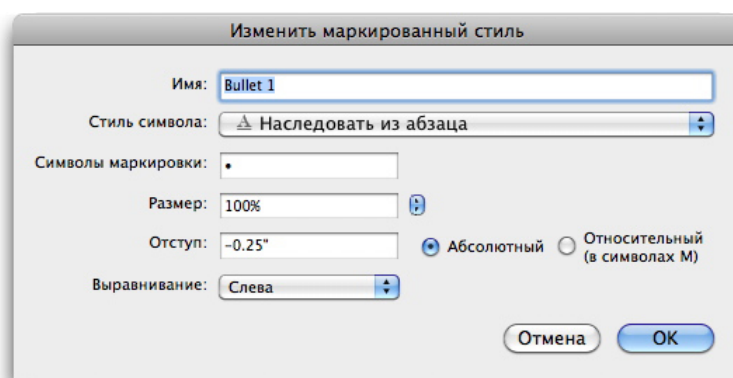 Изменить маркированный стиль
Имя: Bullet 1
Стиль символа: A Наследовать из абзаца
Символы маркировки: •
Размер: 100%
Отступ: -0.25" Абсолютный Относительный
(в символах М)
Выравнивание: Слева
Отмена OK